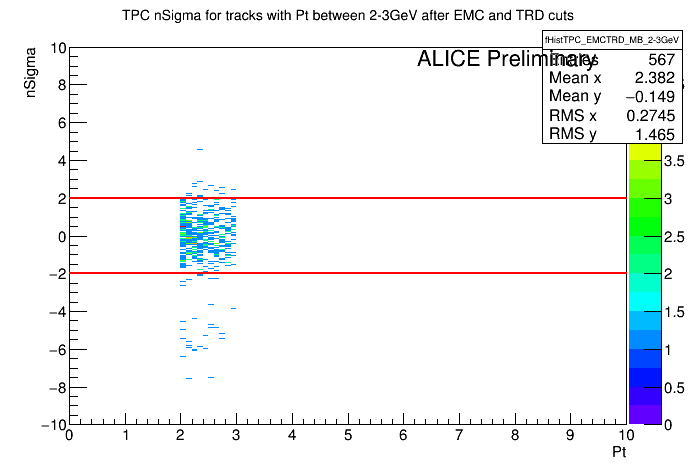 TPC nSigma for tracks with Pt between 2-3GeV after EMC and TRD cuts
fHistTPC_EMCTRD_MB_2-3GeV
Entries 567
Mean x 2.382
Mean y −0.149
RMS x 0.2745
RMS y 1.465
ALICE Preliminary
nSigma
10
8
6
4
2
0
−2
−4
−6
−8
−10
0 1 2 3 4 5 6 7 8 9 10
Pt
3.5
3
2.5
2
1.5
1
0.5
0